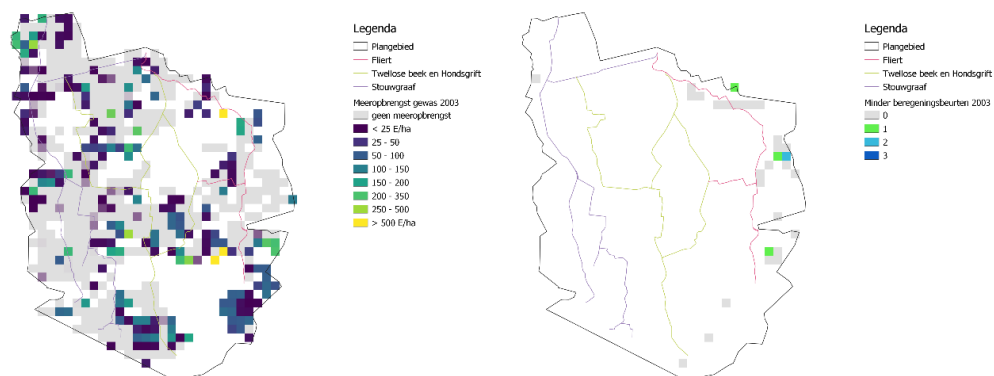 Legenda
Plangebied
Fliert
Twellose beek en Hondsgrift
Stouwgraaf
Meeropbrengst gewas 2003
geen meeropbrengst
< 25 E/ha
25 - 50
50 - 100
100 - 150
150 - 200
200 - 350
250 - 500
> 500 E/ha
Legenda
Plangebied
Fliert
Twellose beek en Hondsgrift
Stouwgraaf
Minder beregeningsbeurten 2003
0
1
2
3